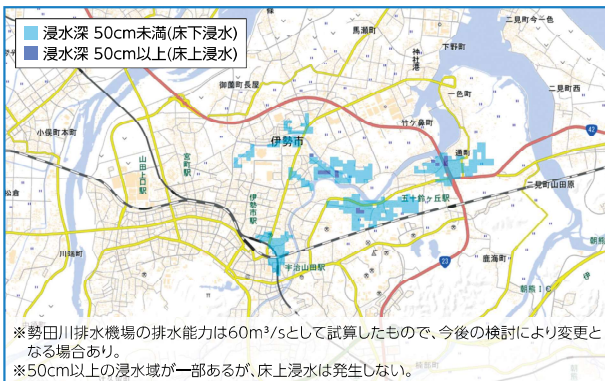 浸水深 50cm未満(床下浸水)
浸水深 50cm以上(床上浸水)
馬瀬町
神社港
下野町
二見町今一色
御薗町長屋
一色町
二見町西
小俣町本町
竹ケ鼻町
伊勢市
通町
42
宮町駅
山田上口駅
伊勢市駅
五十鈴ヶ丘駅
二見町山田原
川端町
宇治山田駅
23
鹿海町
朝熊IC
※勢田川排水機場の排水能力は60m³/sとして試算したもので、今後の検討により変更と
なる場合あり。
※50cm以上の浸水域が一部あるが、床上浸水は発生しない。